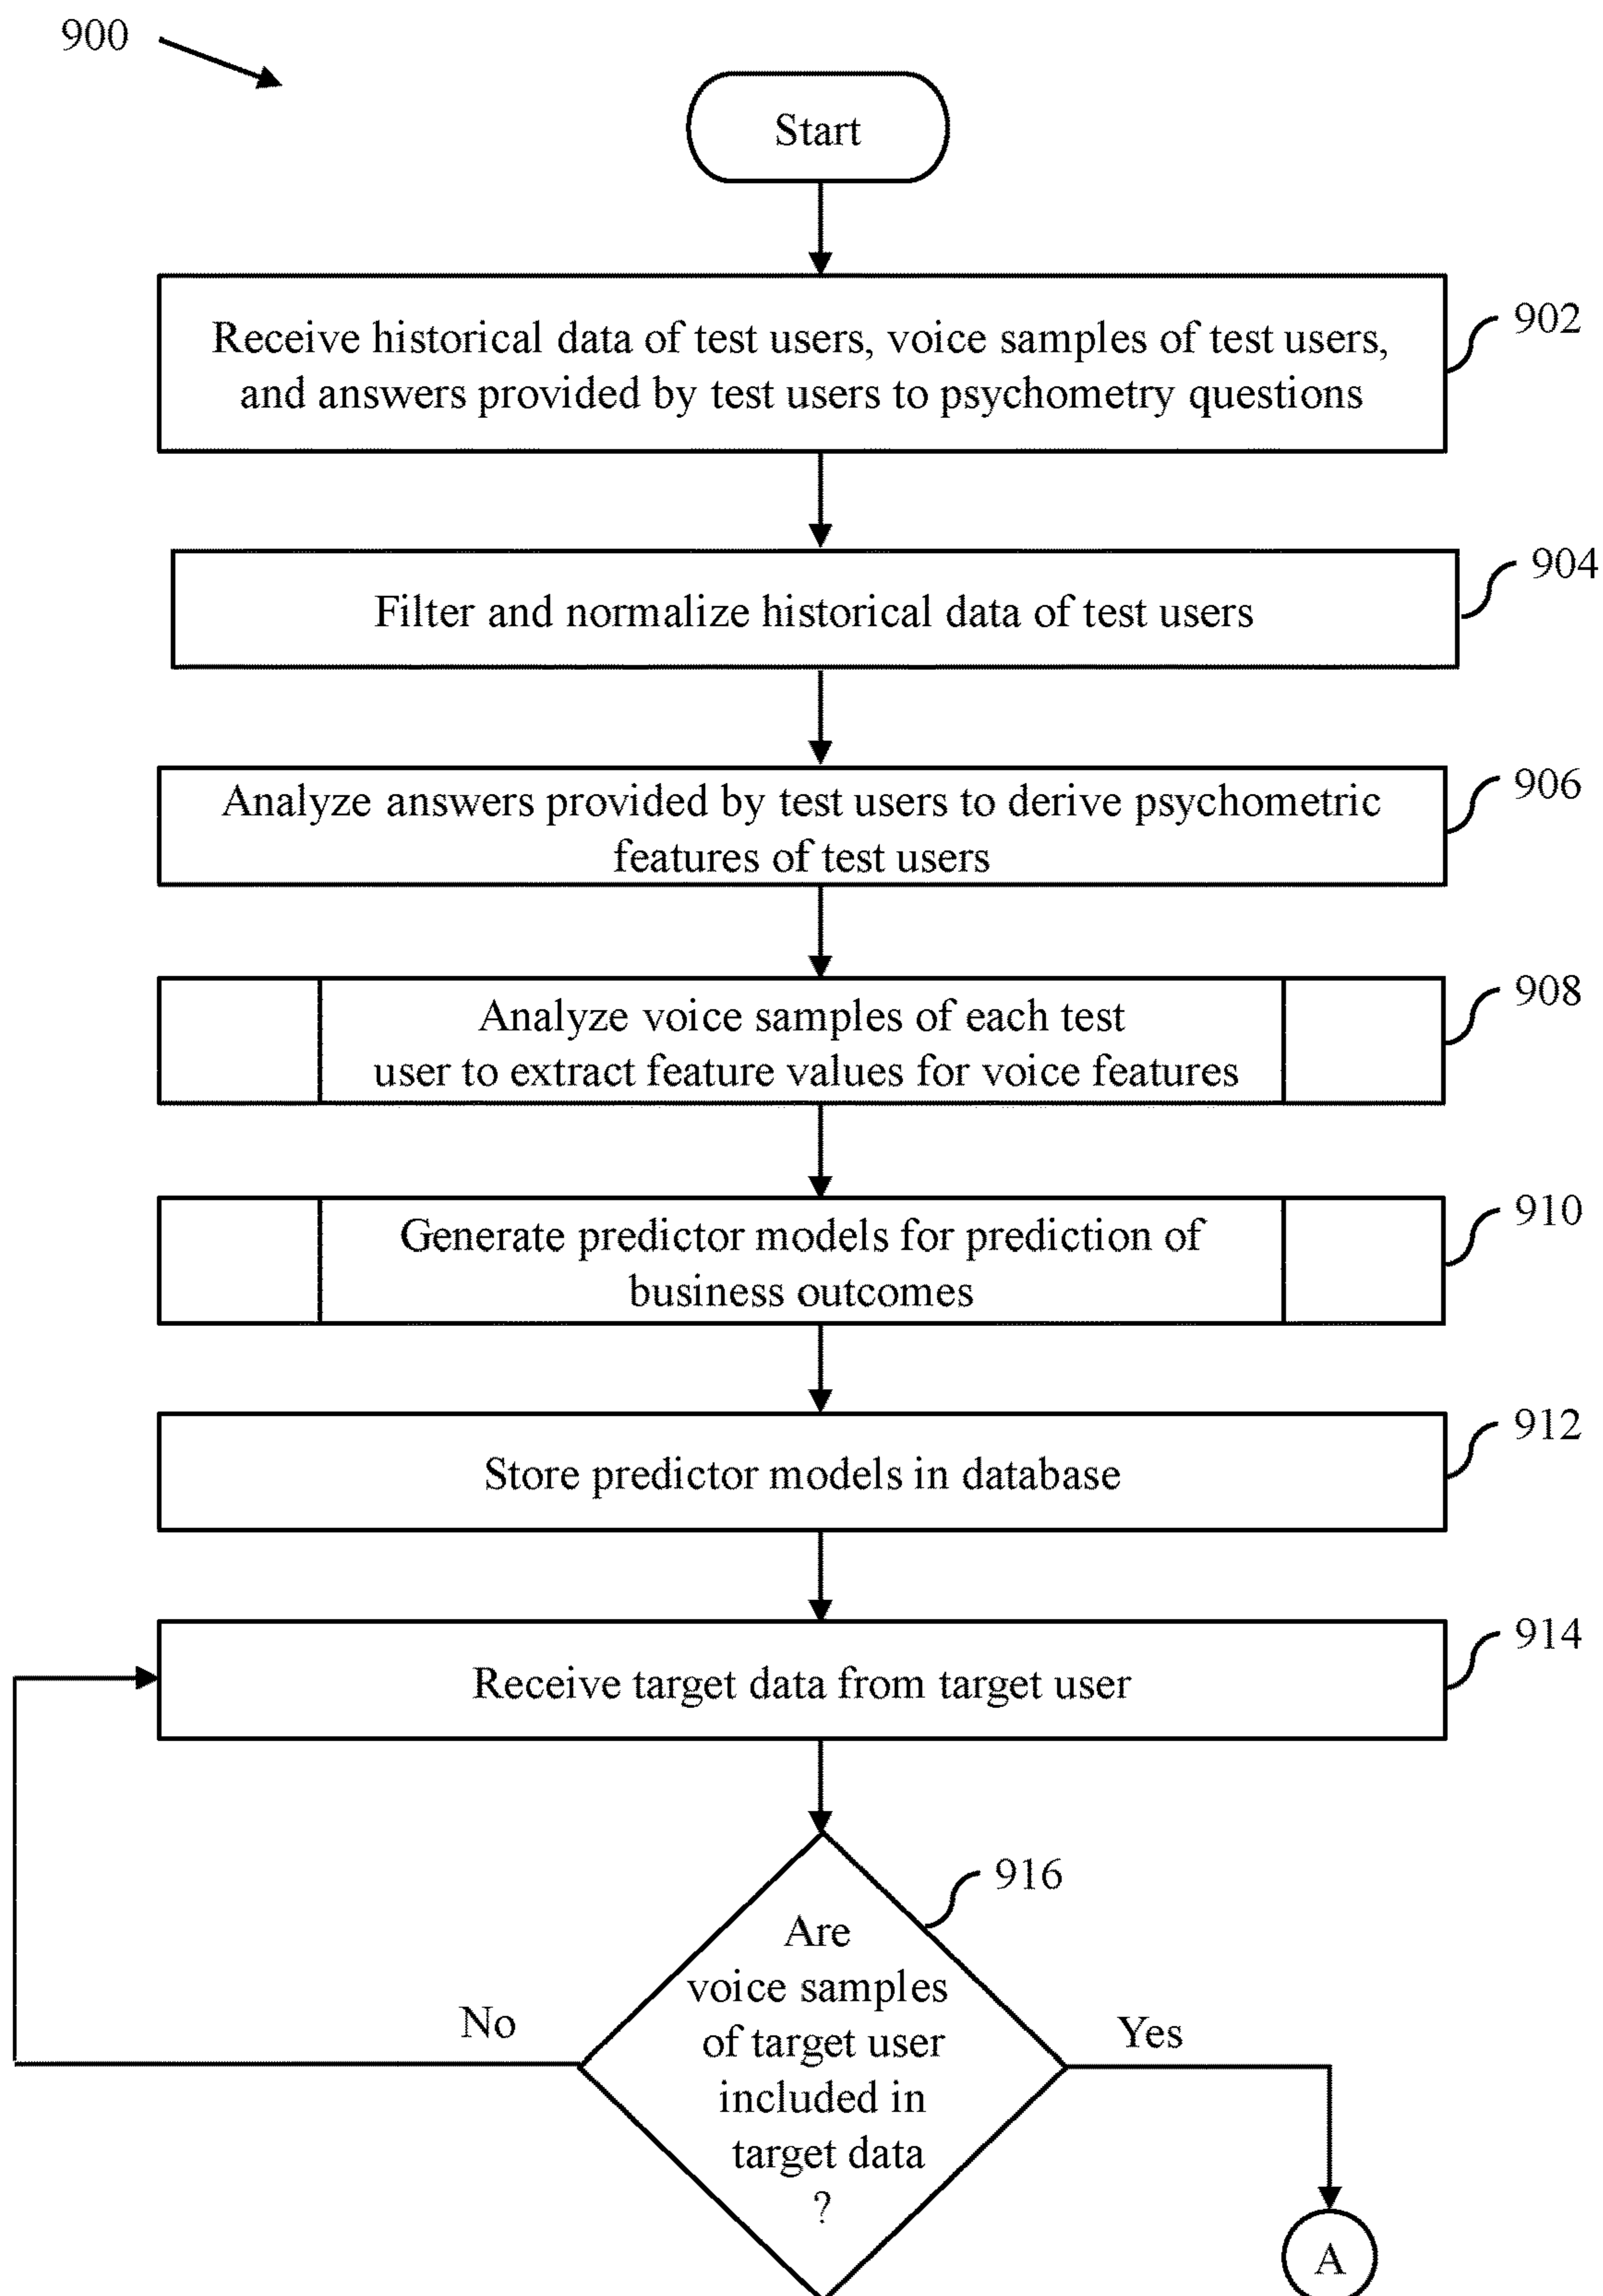 900
Start
Receive historical data of test users, voice samples of test users,
and answers provided by test users to psychometry questions
902
Filter and normalize historical data of test users
904
Analyze answers provided by test users to derive psychometric
features of test users
906
Analyze voice samples of each test
user to extract feature values for voice features
908
Generate predictor models for prediction of
business outcomes
910
Store predictor models in database
912
Receive target data from target user
914
916
Are
voice samples
of target user
included in
target data
?
No
Yes
A